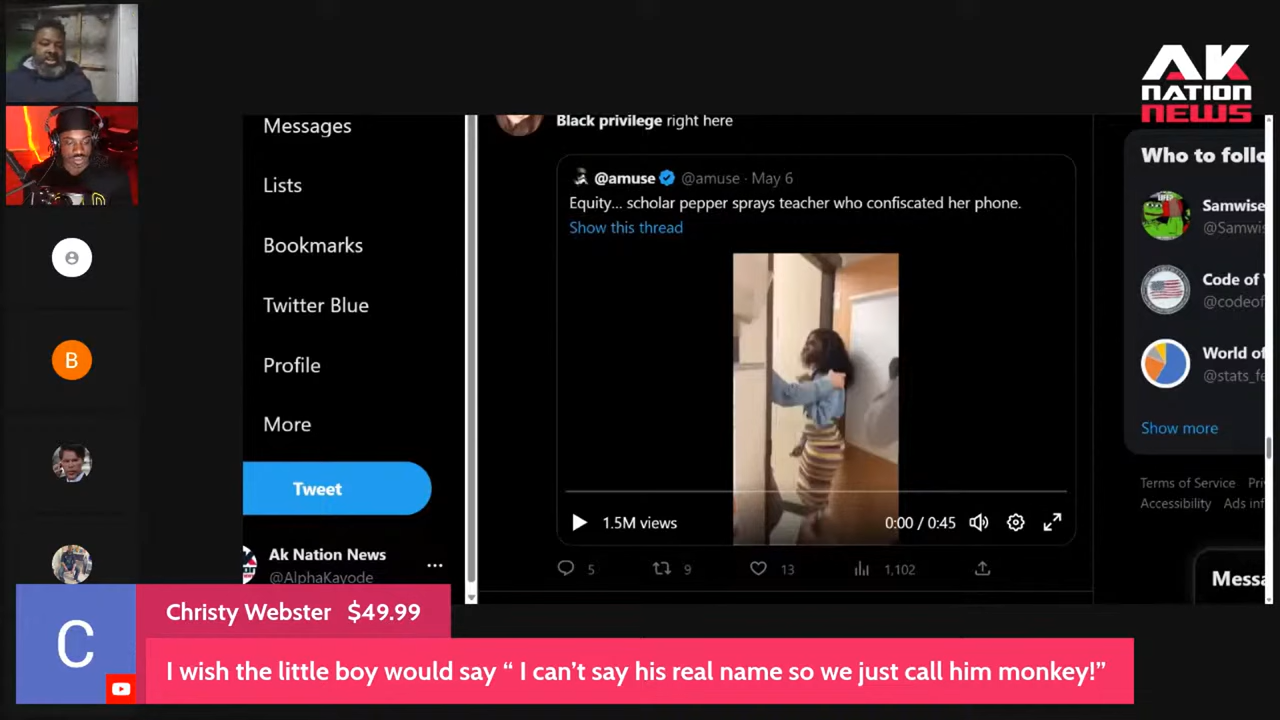 AK
NATION
NEWS
Messages
Lists
Bookmarks
Twitter Blue
Profile
More
Tweet
Ak Nation News
@AlphaKayode
Black privilege right here
@amuse @amuse · May 6
Equity... scholar pepper sprays teacher who confiscated her phone.
Show this thread
1.5M views
0:00 / 0:45
5 9 13 1,102
Who to follo
Samwise
@Samwi
Code of
@codeof
World of
@stats_fe
Show more
Terms of Service Pri
Accessibility Ads inf
Messa
B
C
Christy Webster $49.99
I wish the little boy would say “ I can’t say his real name so we just call him monkey!”